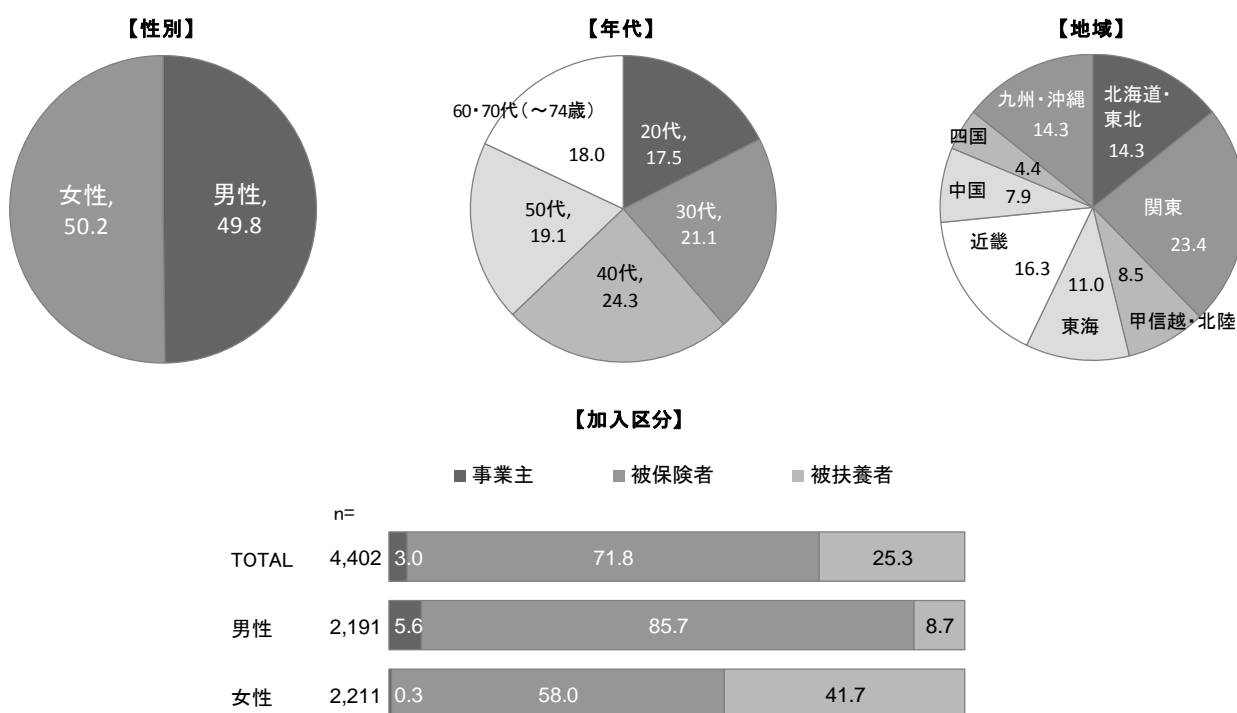 【性別】
女性,
50.2
男性,
49.8
【年代】
20代,
17.5
30代,
21.1
40代,
24.3
50代,
19.1
60・70代(～74歳)
18.0
【地域】
北海道・
東北
14.3
関東
23.4
甲信越・北陸
8.5
東海
11.0
近畿
16.3
中国
7.9
四国
4.4
九州・沖縄
14.3
【加入区分】
■事業主 ■被保険者 ■被扶養者
n=
TOTAL 4,402 3.0 71.8 25.3
男性 2,191 5.6 85.7 8.7
女性 2,211 0.3 58.0 41.7